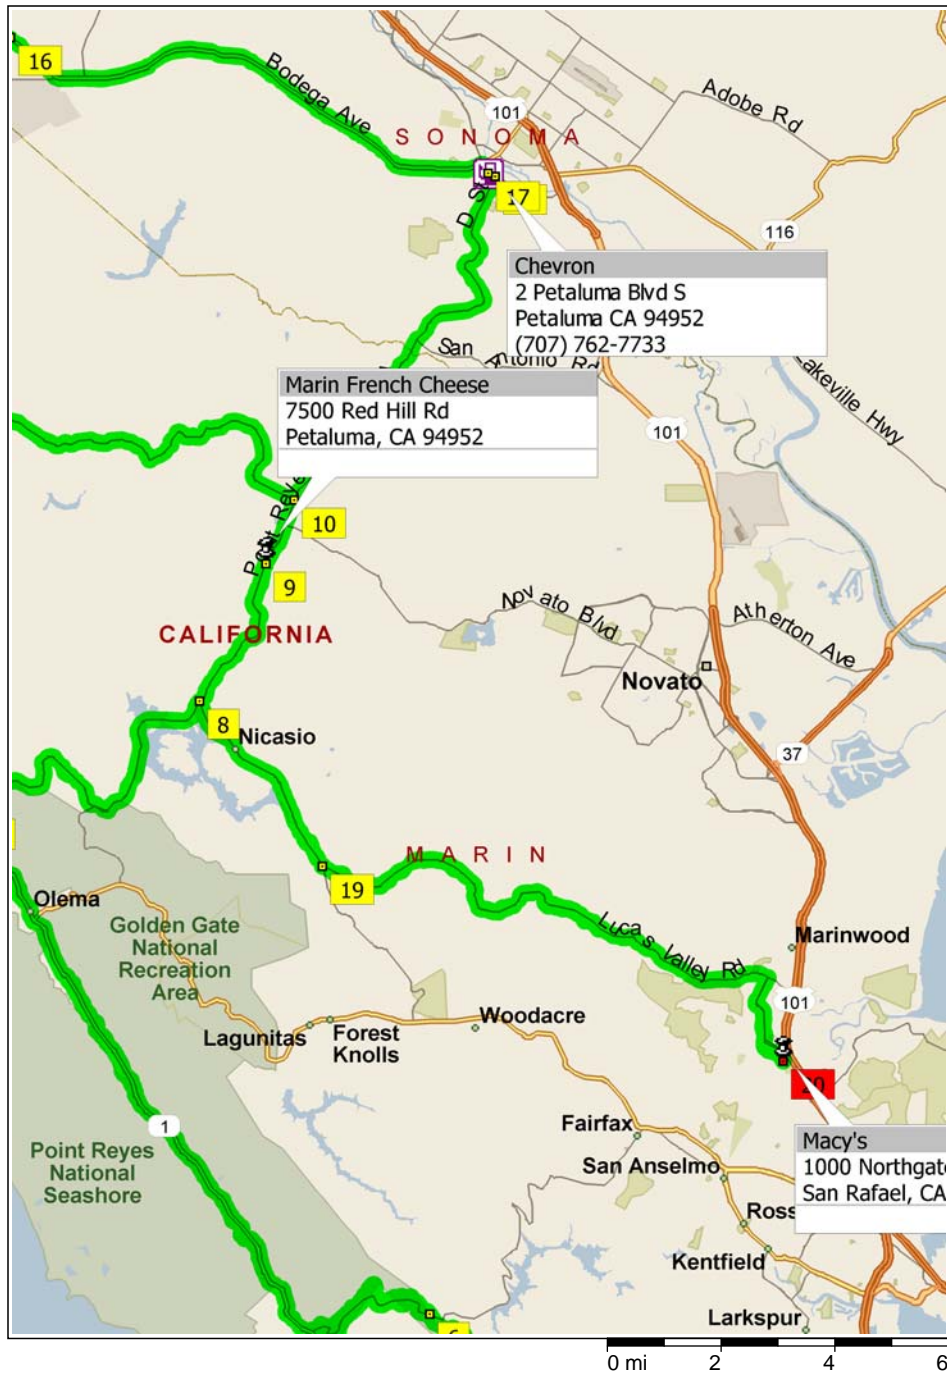 16
Bodega Ave
101
Adobe Rd
SONOMA
17
D St
116
Chevron
2 Petaluma Blvd S
Petaluma CA 94952
(707) 762-7733
San Antonio Rd
Lakeville Hwy
Marin French Cheese
7500 Red Hill Rd
Petaluma, CA 94952
101
10
9
Novato Blvd
Atherton Ave
CALIFORNIA
Novato
8
Nicasio
37
MARIN
19
Olema
Golden Gate
National
Recreation
Area
Lucas Valley Rd
Marinwood
101
Woodacre
Lagunitas
Forest
Knolls
20
1
Fairfax
Point Reyes
National
Seashore
San Anselmo
Macy's
1000 Northgate
San Rafael, CA
Ross
Kentfield
Larkspur
0 mi 2 4 6